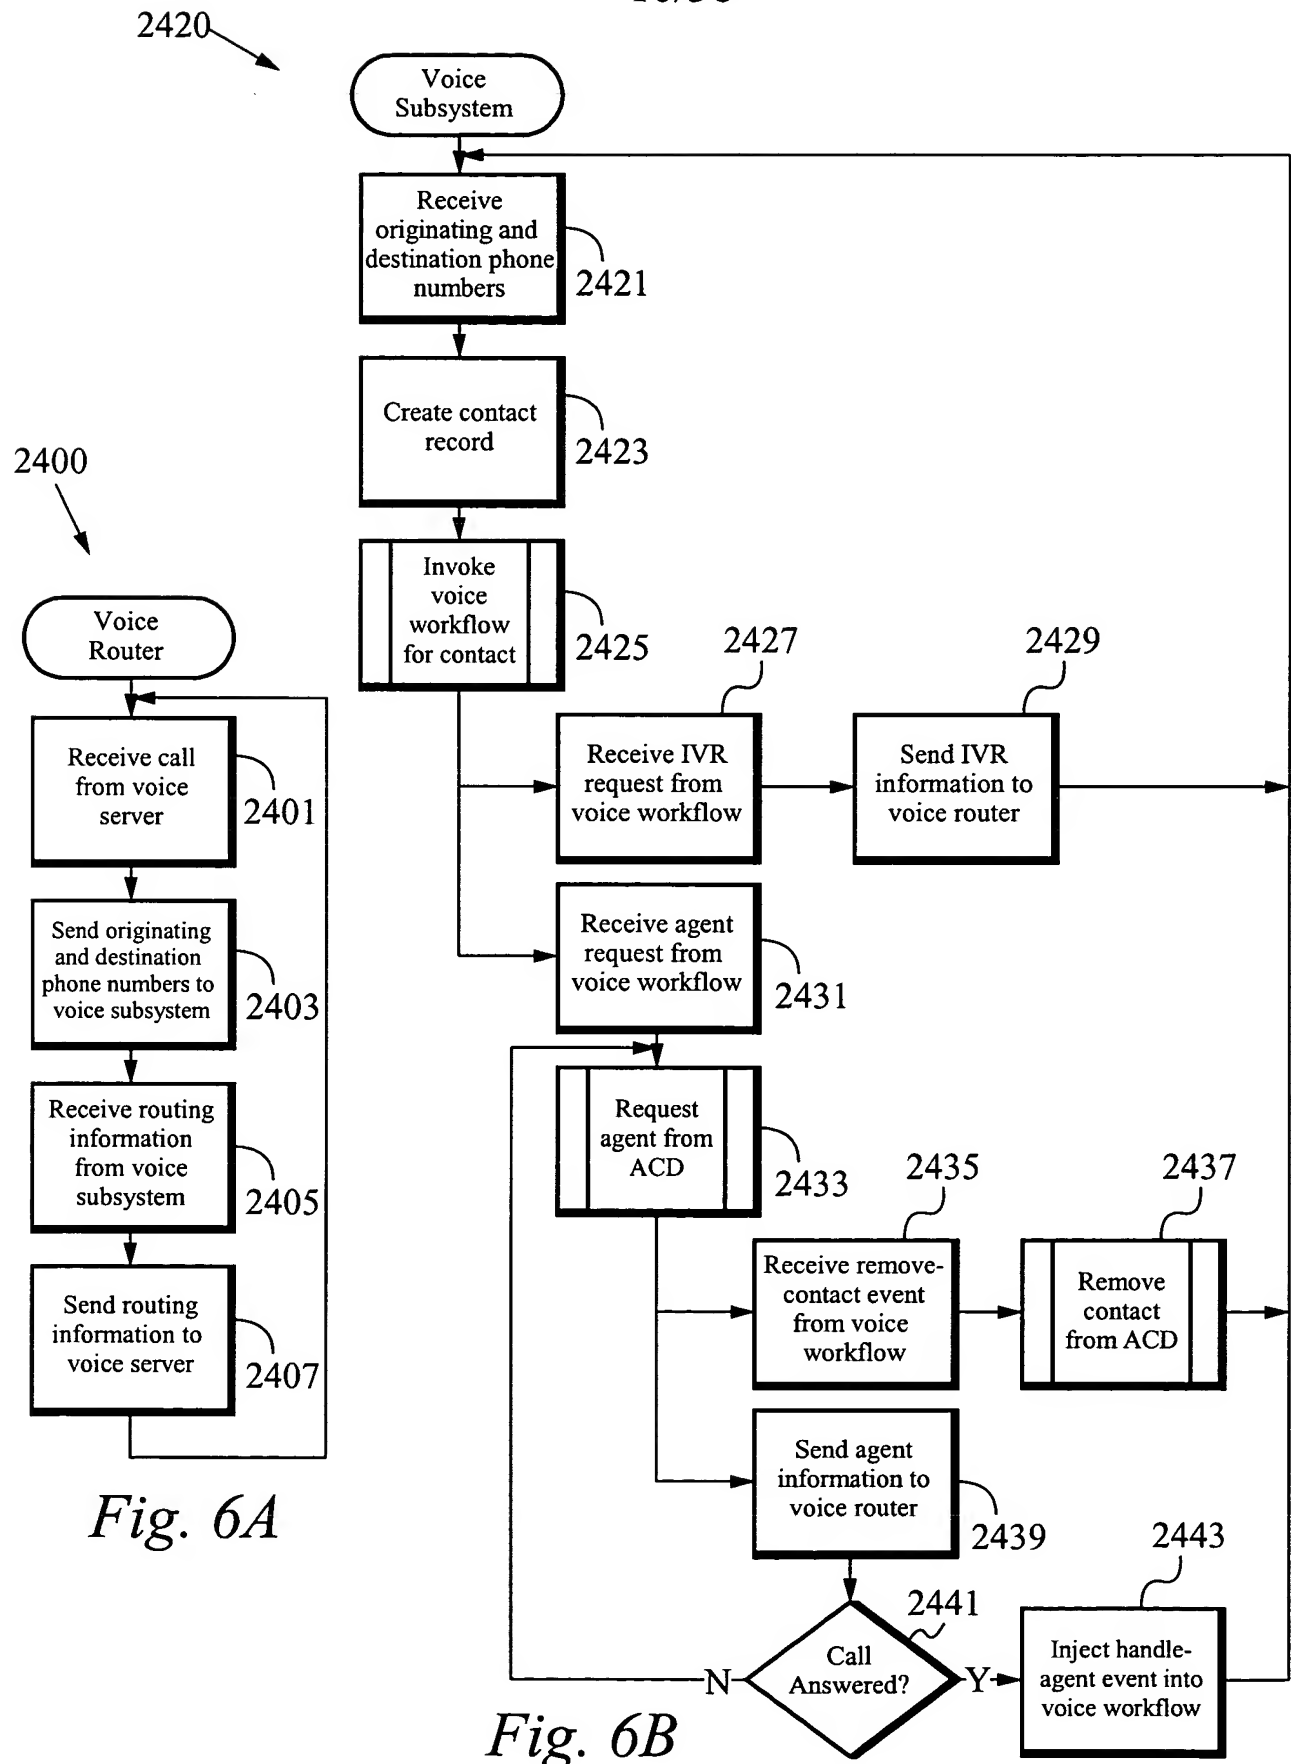 2420
Voice
Subsystem
Receive
originating and
destination phone
numbers
2421
Create contact
record
2423
2400
Invoke
voice
workflow
for contact
2425
Voice
Router
2427
2429
Receive call
from voice
server
2401
Receive IVR
request from
voice workflow
Send IVR
information to
voice router
Send originating
and destination
phone numbers to
voice subsystem
2403
Receive agent
request from
voice workflow
2431
Receive routing
information
from voice
subsystem
2405
Request
agent from
ACD
2433
2435
2437
Send routing
information to
voice server
2407
Receive remove-
contact event
from voice
workflow
Remove
contact
from ACD
Send agent
information to
voice router
2439
Fig. 6A
2443
2441
Call
Answered?
N
Y
Inject handle-
agent event into
voice workflow
Fig. 6B